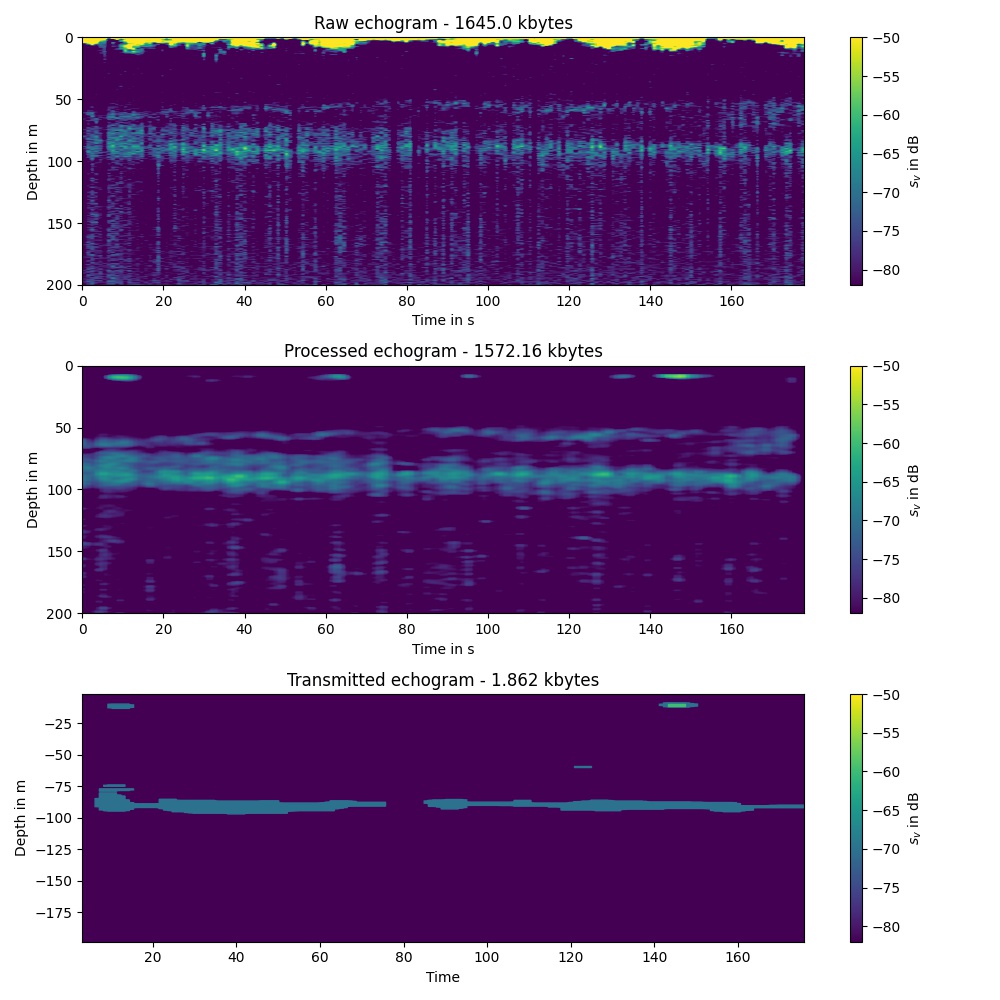 Raw echogram - 1645.0 kbytes
0
50
100
150
200
Depth in m
0 20 40 60 80 100 120 140 160
Time in s
−50
−55
−60
−65
−70
−75
−80
sᵥ in dB
Processed echogram - 1572.16 kbytes
0
50
100
150
200
Depth in m
0 20 40 60 80 100 120 140 160
Time in s
−50
−55
−60
−65
−70
−75
−80
sᵥ in dB
Transmitted echogram - 1.862 kbytes
−25
−50
−75
−100
−125
−150
−175
Depth in m
20 40 60 80 100 120 140 160
Time
−50
−55
−60
−65
−70
−75
−80
sᵥ in dB